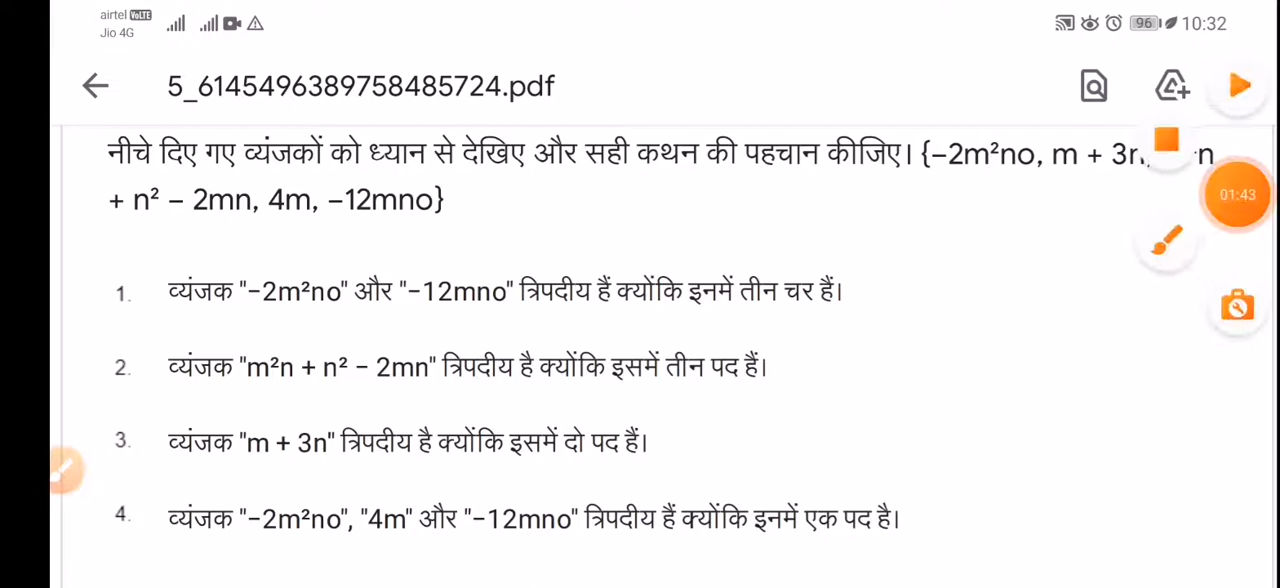 airtel VoLTE
Jio 4G
96 10:32
5_6145496389758485724.pdf
नीचे दिए गए व्यंजकों को ध्यान से देखिए और सही कथन की पहचान कीजिए। {−2m²no, m + 3n
+ n² − 2mn, 4m, −12mno}
01:43
1. व्यंजक "−2m²no" और "−12mno" त्रिपदीय हैं क्योंकि इनमें तीन चर हैं।
2. व्यंजक "m²n + n² − 2mn" त्रिपदीय है क्योंकि इसमें तीन पद हैं।
3. व्यंजक "m + 3n" त्रिपदीय है क्योंकि इसमें दो पद हैं।
4. व्यंजक "−2m²no", "4m" और "−12mno" त्रिपदीय हैं क्योंकि इनमें एक पद है।